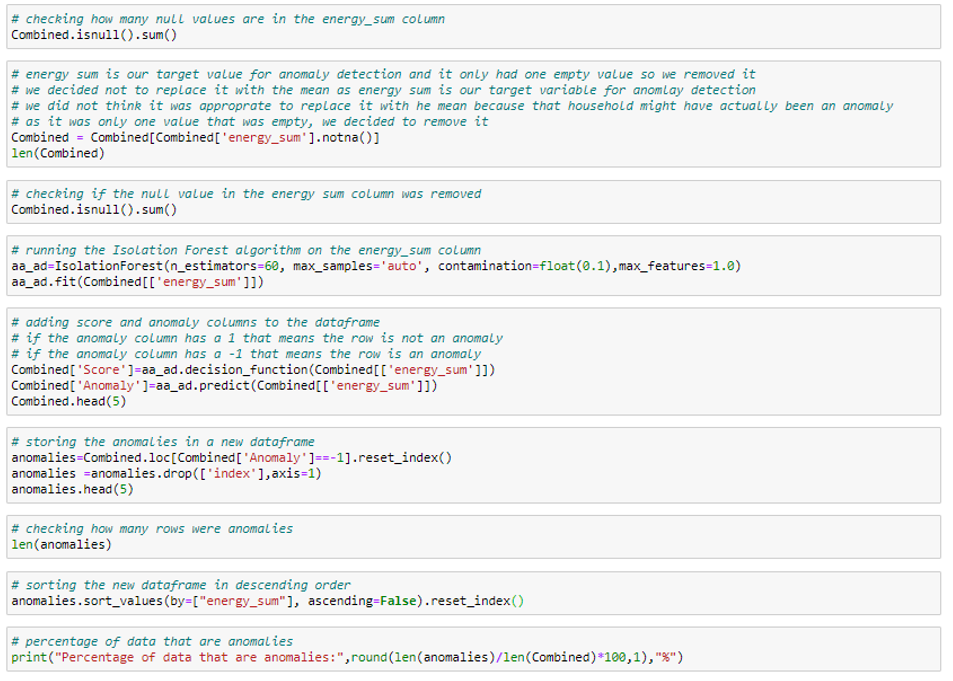 # checking how many null values are in the energy_sum column
Combined.isnull().sum()
# energy sum is our target value for anomaly detection and it only had one empty value so we removed it
# we decided not to replace it with the mean as energy sum is our target variable for anomlay detection
# we did not think it was approprate to replace it with he mean because that household might have actually been an anomaly
# as it was only one value that was empty, we decided to remove it
Combined = Combined[Combined['energy_sum'].notna()]
len(Combined)
# checking if the null value in the energy sum column was removed
Combined.isnull().sum()
# running the Isolation Forest algorithm on the energy_sum column
aa_ad=IsolationForest(n_estimators=60, max_samples='auto', contamination=float(0.1),max_features=1.0)
aa_ad.fit(Combined[['energy_sum']])
# adding score and anomaly columns to the dataframe
# if the anomaly column has a 1 that means the row is not an anomaly
# if the anomaly column has a -1 that means the row is an anomaly
Combined['Score']=aa_ad.decision_function(Combined[['energy_sum']])
Combined['Anomaly']=aa_ad.predict(Combined[['energy_sum']])
Combined.head(5)
# storing the anomalies in a new dataframe
anomalies=Combined.loc[Combined['Anomaly']==-1].reset_index()
anomalies =anomalies.drop(['index'],axis=1)
anomalies.head(5)
# checking how many rows were anomalies
len(anomalies)
# sorting the new dataframe in descending order
anomalies.sort_values(by=["energy_sum"], ascending=False).reset_index()
# percentage of data that are anomalies
print("Percentage of data that are anomalies:",round(len(anomalies)/len(Combined)*100,1),"%")